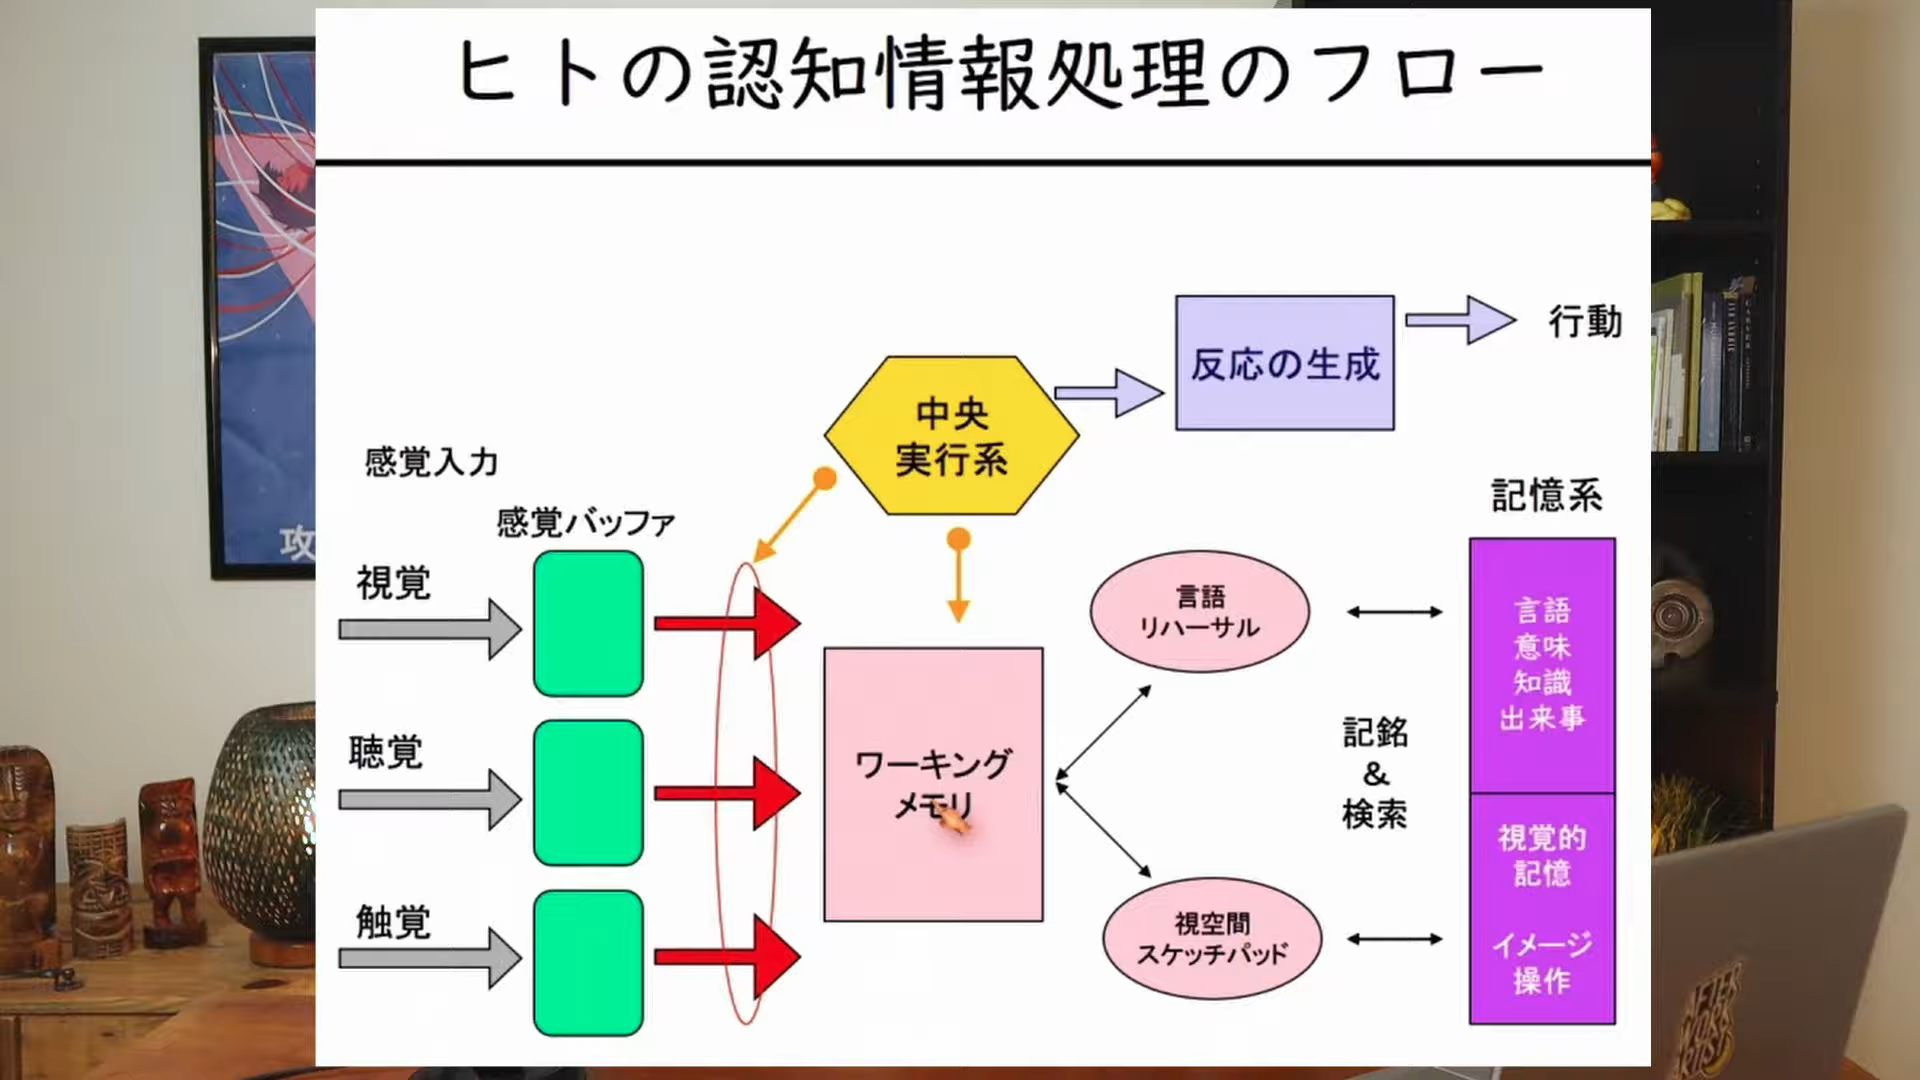 ヒトの認知情報処理のフロー
行動
反応の生成
中央
実行系
感覚入力
感覚バッファ
記憶系
視覚
言語
リハーサル
言語
意味
知識
出来事
聴覚
ワーキング
メモリ
記銘
&
検索
視覚的
記憶
触覚
視空間
スケッチパッド
イメージ
操作
攻